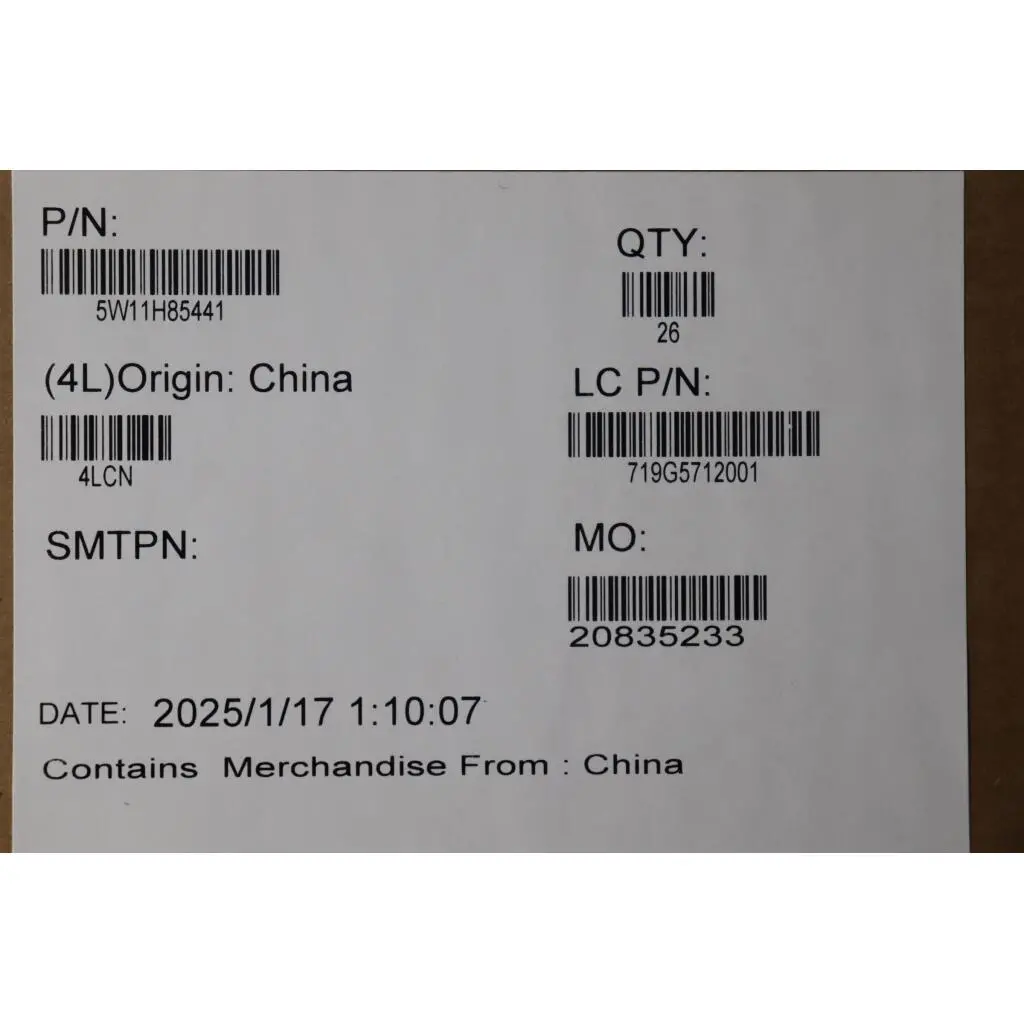 P/N:
5W11H85441
QTY:
26
(4L)Origin: China
4LCN
LC P/N:
719G5712001
SMTPN:
MO:
20835233
DATE: 2025/1/17 1:10:07
Contains Merchandise From : China